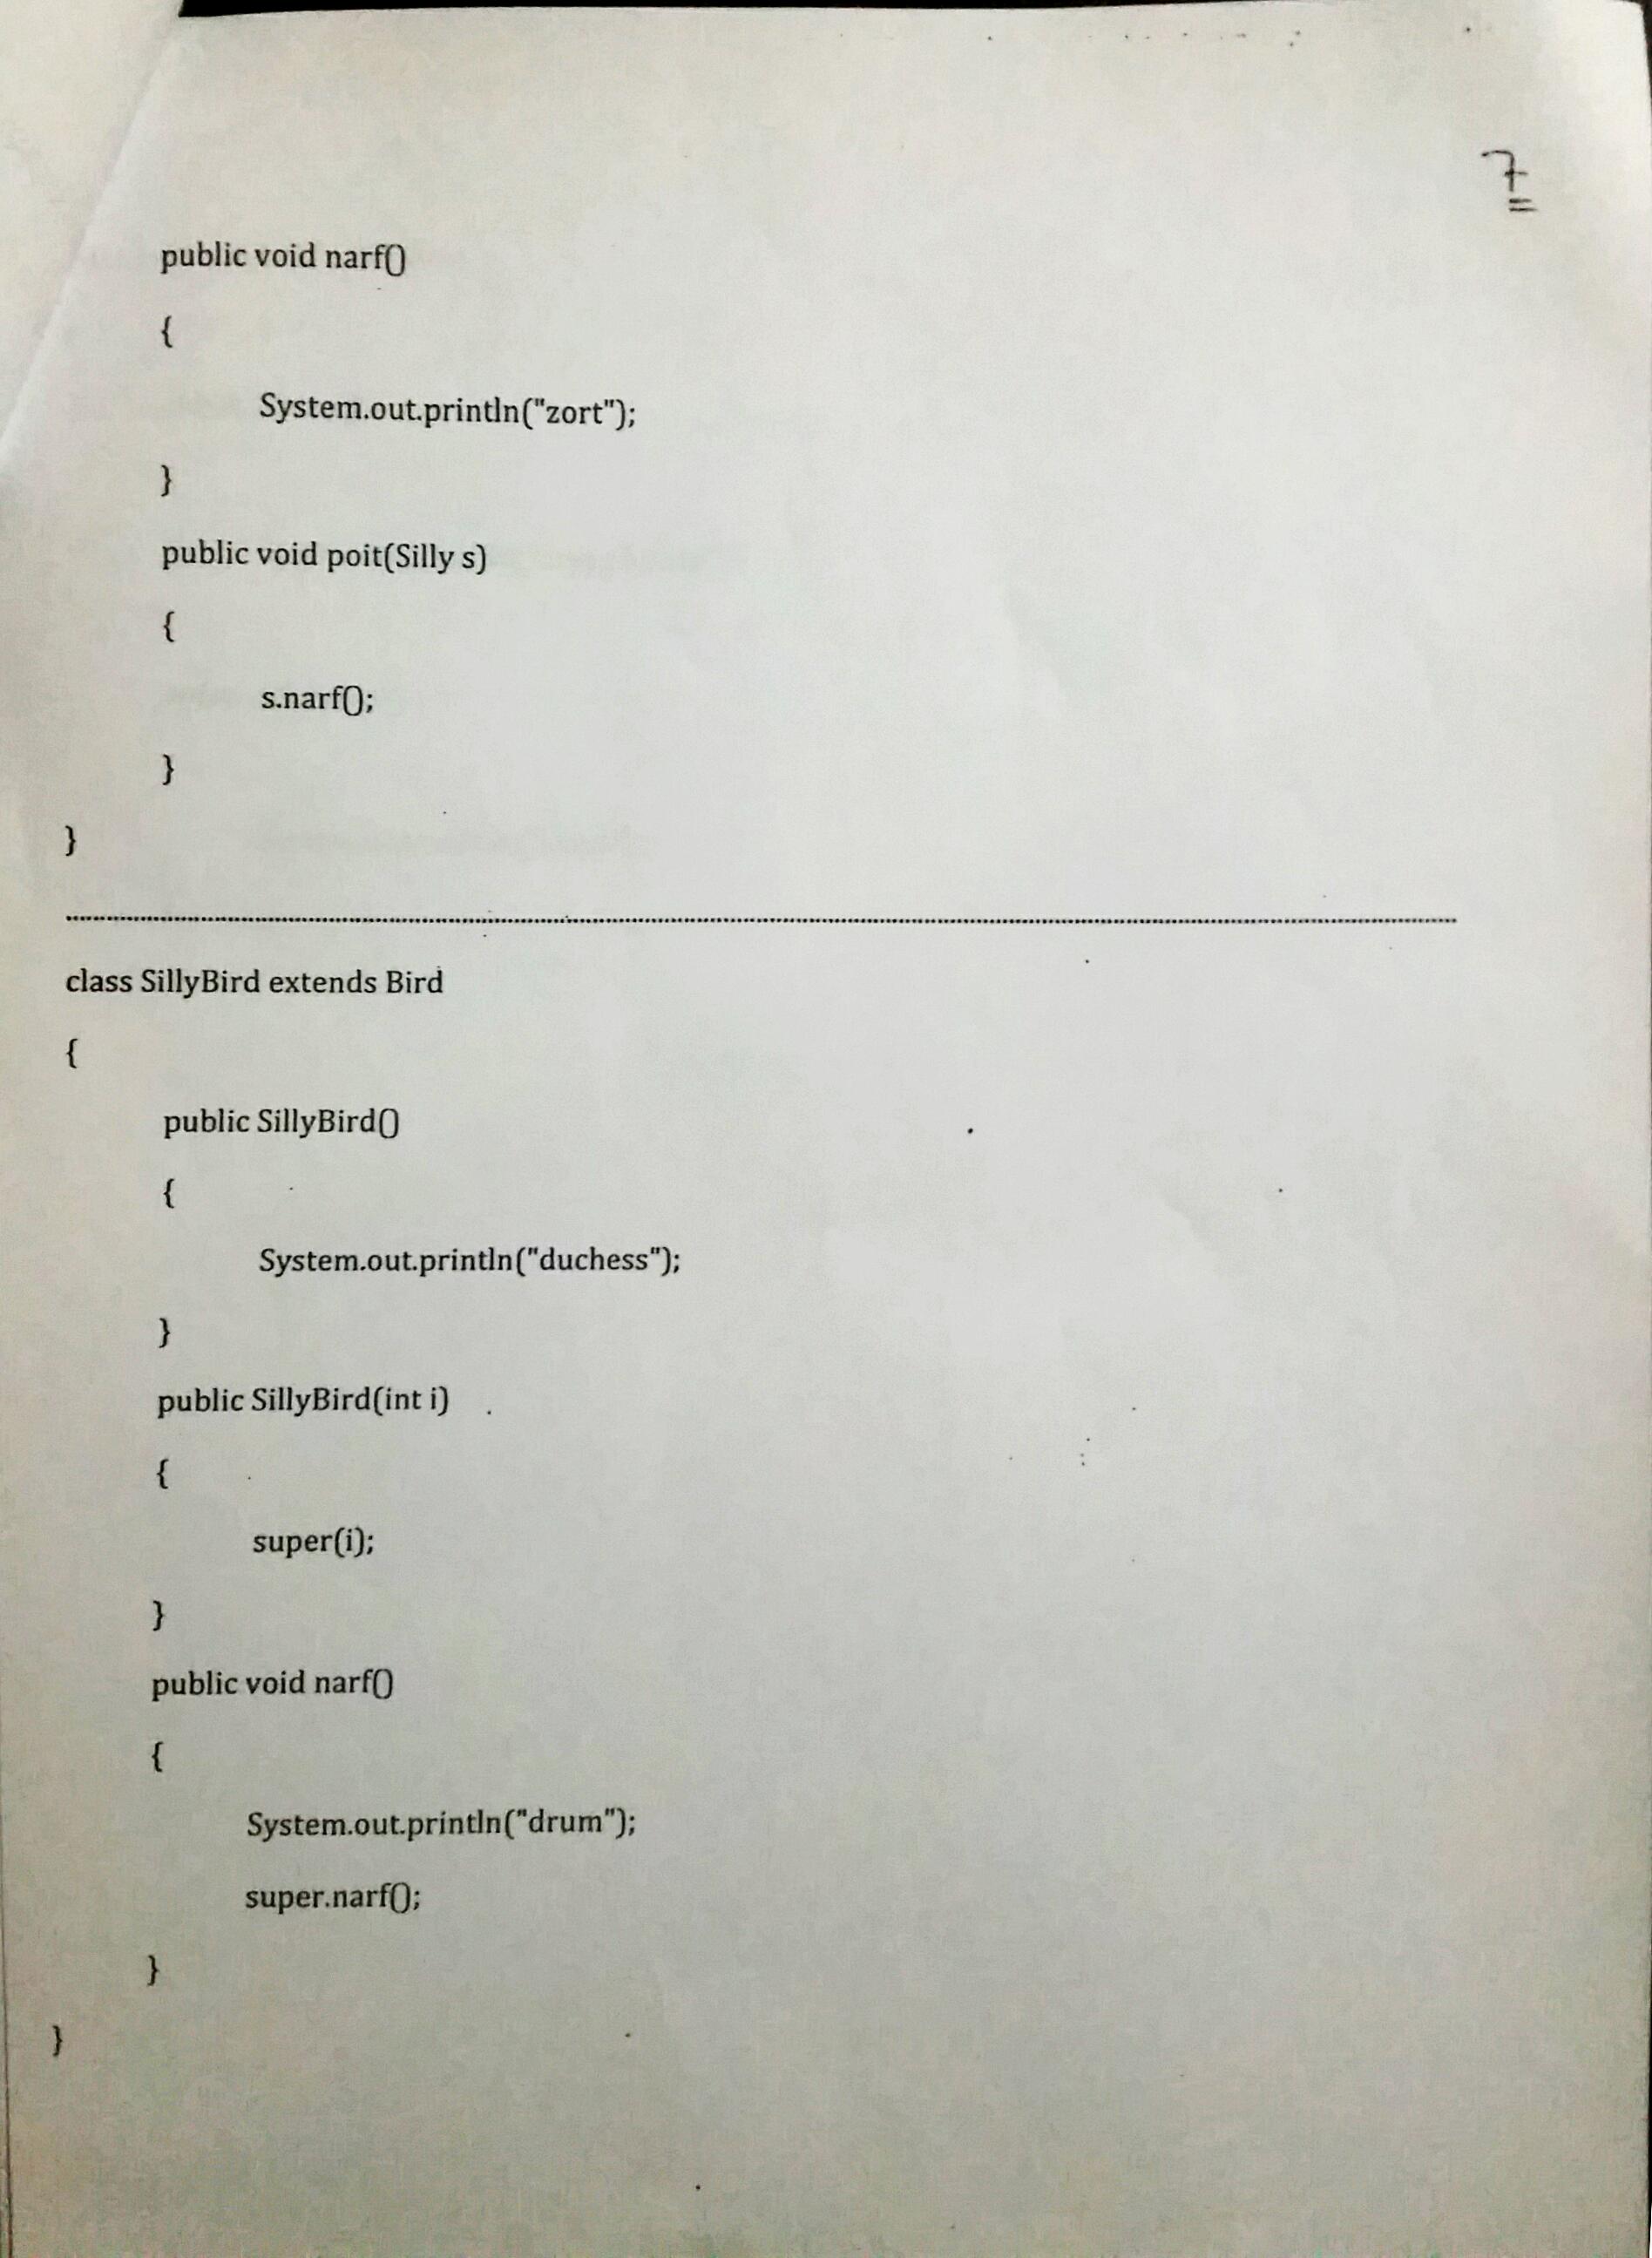 7
public void narf()
{
System.out.println("zort");
}
public void poit(Silly s)
{
s.narf();
}
}
class SillyBird extends Bird
{
public SillyBird()
{
System.out.println("duchess");
}
public SillyBird(int i)
{
super(i);
}
public void narf()
{
System.out.println("drum");
super.narf();
}
}